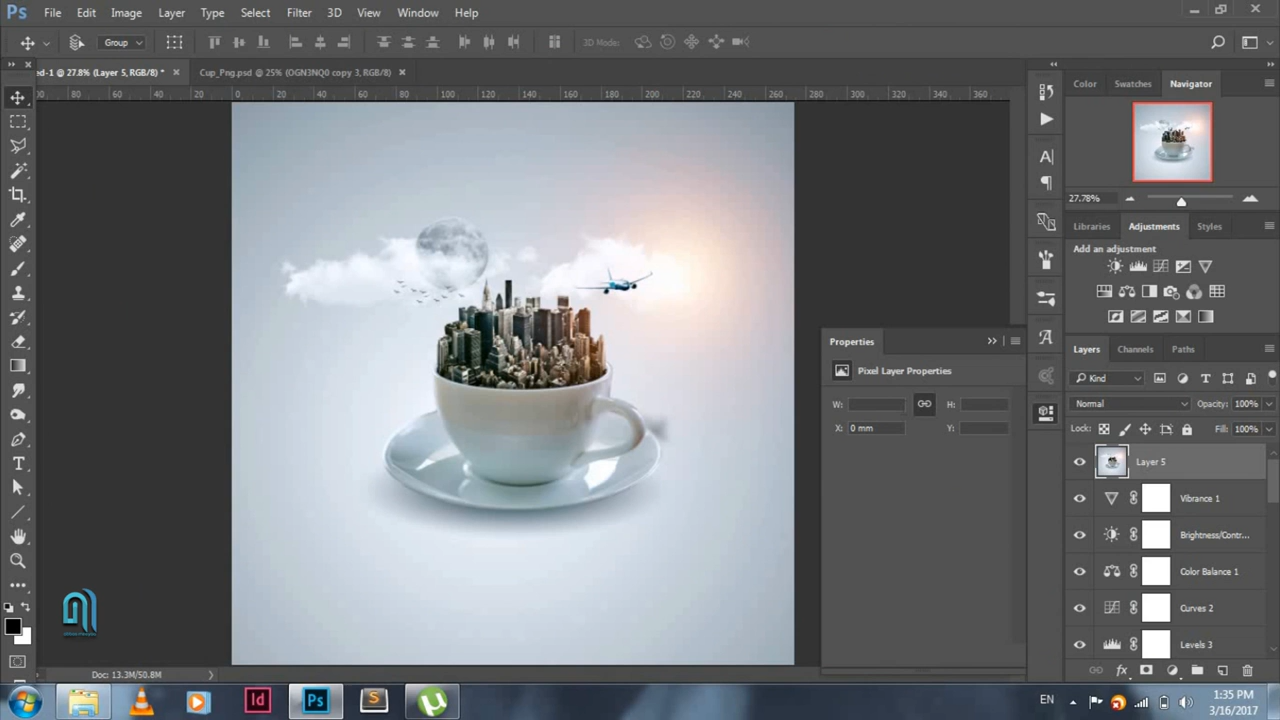 Ps File Edit Image Layer Type Select Filter 3D View Window Help
Group 3D Mode:
ed-1 @ 27.8% (Layer 5, RGB/8) * Cup_Png.psd @ 25% (OGN3NQ0 copy 3, RGB/8)
80 60 40 20 0 20 40 60 80 100 120 140 160 180 200 220 240 260 280 300 320 340 360
Color Swatches Navigator
27.78%
Libraries Adjustments Styles
Add an adjustment
Properties
Pixel Layer Properties
W: H:
X: 0 mm Y:
Layers Channels Paths
Kind
Normal Opacity: 100%
Lock: Fill: 100%
Layer 5
Vibrance 1
Brightness/Contr...
Color Balance 1
Curves 2
Levels 3
Doc: 13.3M/50.8M
Id Ps S EN 1:35 PM
3/16/2017